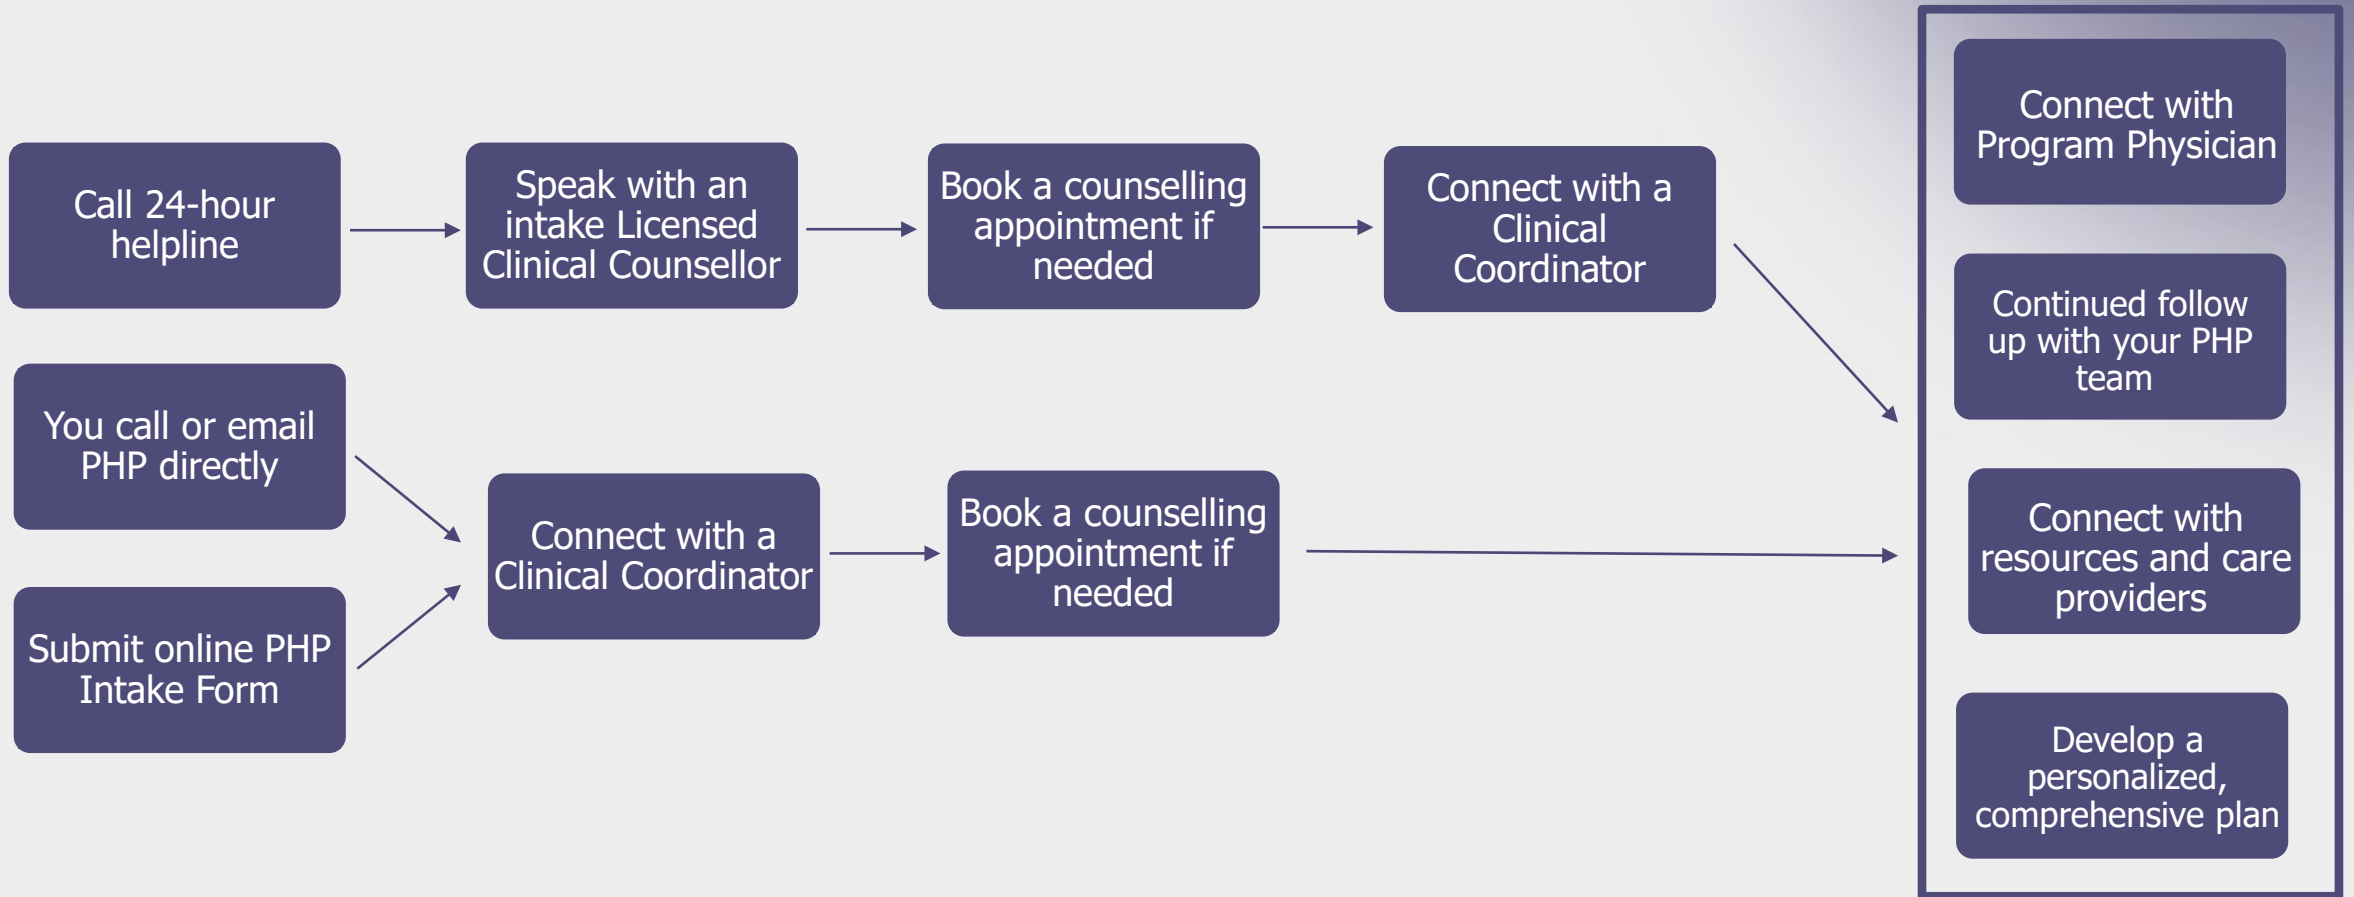 Call 24-hour
helpline
Speak with an
intake Licensed
Clinical Counsellor
Book a counselling
appointment if
needed
Connect with a
Clinical
Coordinator
You call or email
PHP directly
Submit online PHP
Intake Form
Connect with a
Clinical Coordinator
Book a counselling
appointment if
needed
Connect with
Program Physician
Continued follow
up with your PHP
team
Connect with
resources and care
providers
Develop a
personalized,
comprehensive plan